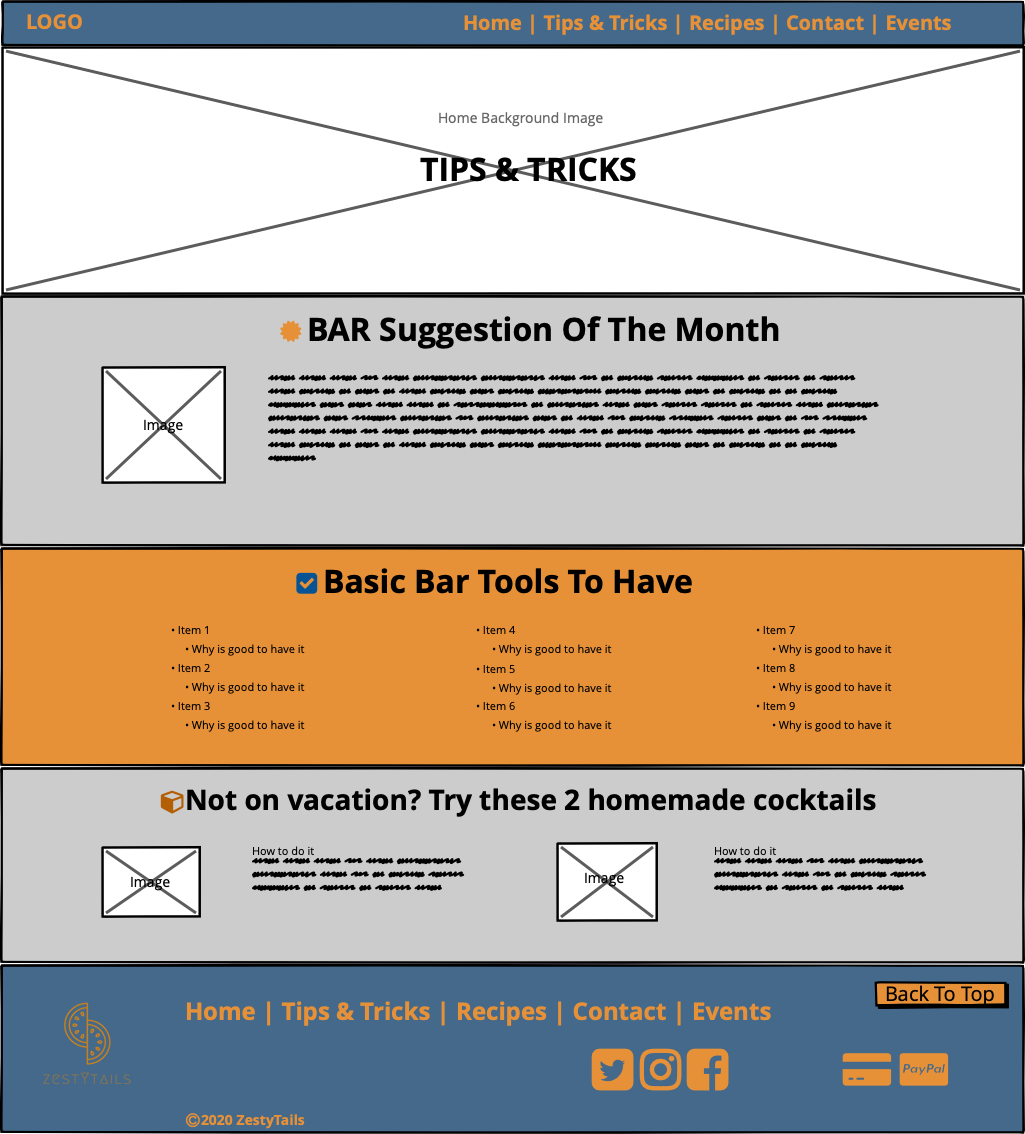 LOGO
Home | Tips & Tricks | Recipes | Contact | Events
Home Background Image
TIPS & TRICKS
BAR Suggestion Of The Month
Image
Basic Bar Tools To Have
• Item 1
• Why is good to have it
• Item 2
• Why is good to have it
• Item 3
• Why is good to have it
• Item 4
• Why is good to have it
• Item 5
• Why is good to have it
• Item 6
• Why is good to have it
• Item 7
• Why is good to have it
• Item 8
• Why is good to have it
• Item 9
• Why is good to have it
Not on vacation? Try these 2 homemade cocktails
Image
How to do it
Image
How to do it
Back To Top
Home | Tips & Tricks | Recipes | Contact | Events
ZESTYTAILS
PayPal
©2020 ZestyTails